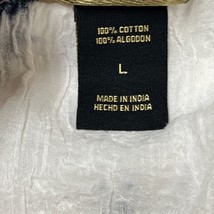 100% COTTON
100% ALGODON
L
MADE IN INDIA
HECHO EN INDIA